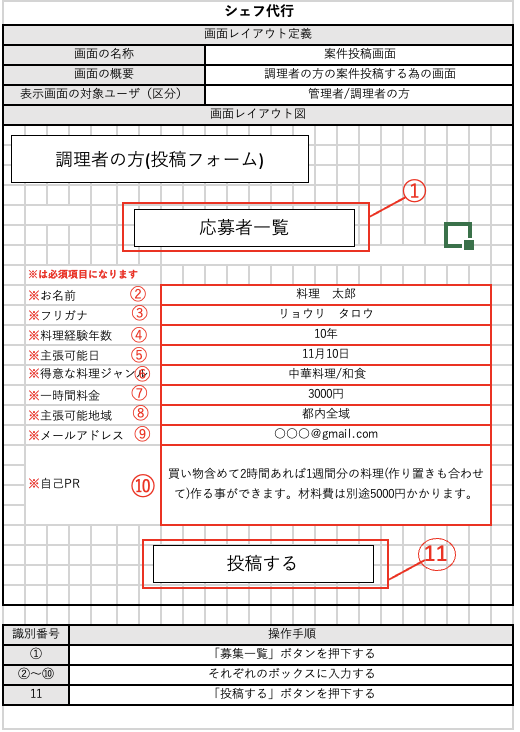 シェフ代行
画面レイアウト定義
画面の名称 案件投稿画面
画面の概要 調理者の方の案件投稿する為の画面
表示画面の対象ユーザ（区分） 管理者/調理者の方
画面レイアウト図
調理者の方(投稿フォーム)
①
応募者一覧
※は必須項目になります
※お名前 ② 料理　太郎
※フリガナ ③ リョウリ　タロウ
※料理経験年数 ④ 10年
※主張可能日 ⑤ 11月10日
※得意な料理ジャンル ⑥ 中華料理/和食
※一時間料金 ⑦ 3000円
※主張可能地域 ⑧ 都内全域
※メールアドレス ⑨ 〇〇〇@gmail.com
※自己PR ⑩ 買い物含めて2時間あれば1週間分の料理(作り置きも合わせ
て)作る事ができます。材料費は別途5000円かかります。
11
投稿する
識別番号 操作手順
① 「募集一覧」ボタンを押下する
②〜⑩ それぞれのボックスに入力する
11 「投稿する」ボタンを押下する